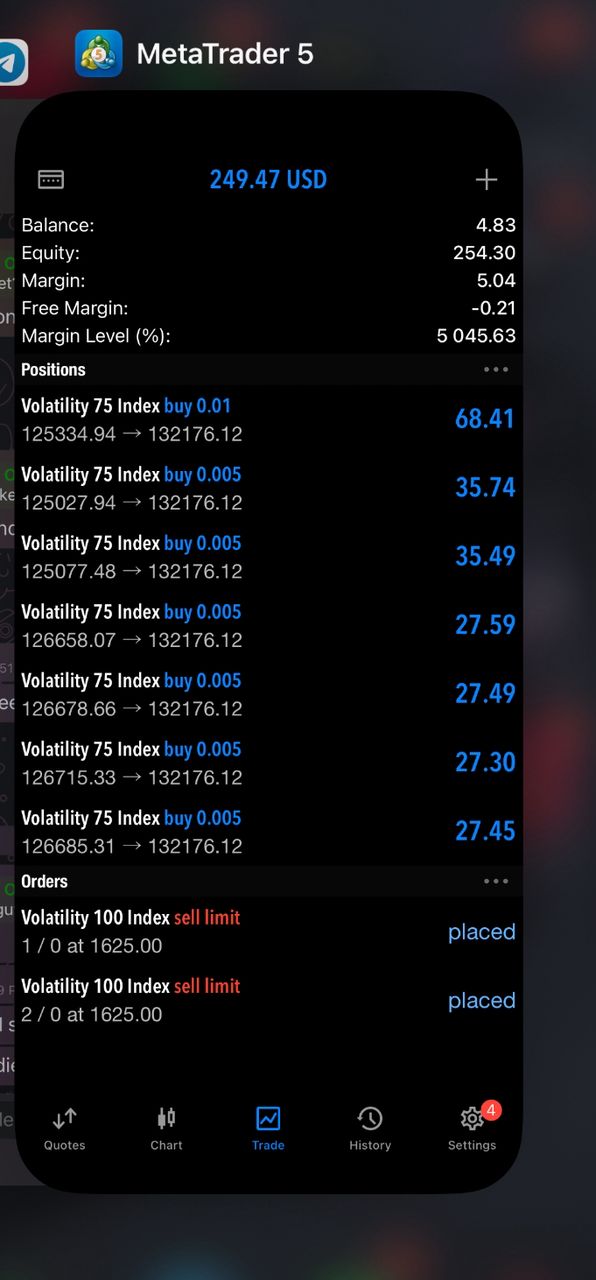 MetaTrader 5
249.47 USD
Balance: 4.83
Equity: 254.30
Margin: 5.04
Free Margin: -0.21
Margin Level (%): 5 045.63
Positions
Volatility 75 Index buy 0.01
125334.94 → 132176.12 68.41
Volatility 75 Index buy 0.005
125027.94 → 132176.12 35.74
Volatility 75 Index buy 0.005
125077.48 → 132176.12 35.49
Volatility 75 Index buy 0.005
126658.07 → 132176.12 27.59
Volatility 75 Index buy 0.005
126678.66 → 132176.12 27.49
Volatility 75 Index buy 0.005
126715.33 → 132176.12 27.30
Volatility 75 Index buy 0.005
126685.31 → 132176.12 27.45
Orders
Volatility 100 Index sell limit
1 / 0 at 1625.00 placed
Volatility 100 Index sell limit
2 / 0 at 1625.00 placed
4
Quotes Chart Trade History Settings